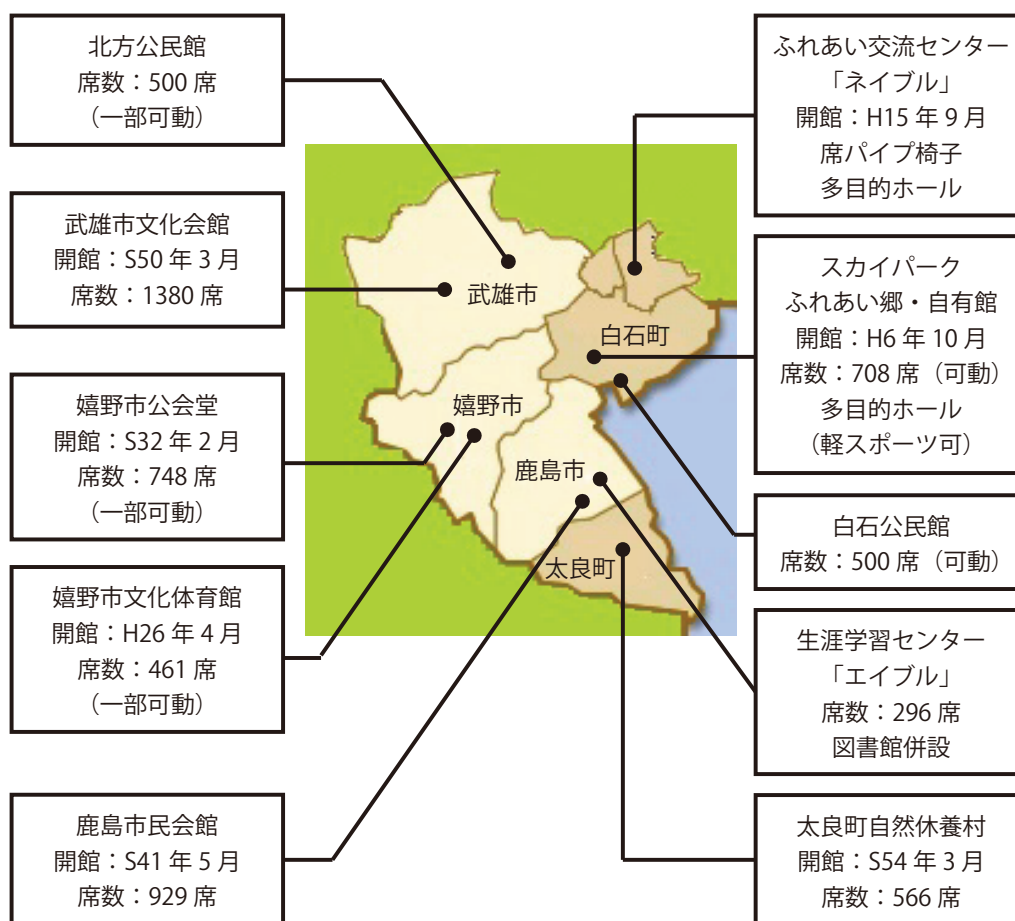 北方公民館
席数：500 席
（一部可動）
武雄市文化会館
開館：S50 年 3 月
席数：1380 席
嬉野市公会堂
開館：S32 年 2 月
席数：748 席
（一部可動）
嬉野市文化体育館
開館：H26 年 4 月
席数：461 席
（一部可動）
鹿島市民会館
開館：S41 年 5 月
席数：929 席
武雄市
白石町
嬉野市
鹿島市
太良町
ふれあい交流センター
「ネイブル」
開館：H15 年 9 月
席パイプ椅子
多目的ホール
スカイパーク
ふれあい郷・自有館
開館：H6 年 10 月
席数：708 席（可動）
多目的ホール
（軽スポーツ可）
白石公民館
席数：500 席（可動）
生涯学習センター
「エイブル」
席数：296 席
図書館併設
太良町自然休養村
開館：S54 年 3 月
席数：566 席